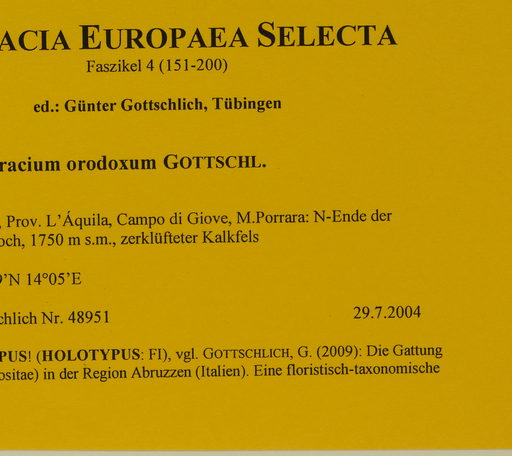 ACIA EUROPAEA SELECTA
Faszikel 4 (151-200)
ed.: Günter Gottschlich, Tübingen
racium orodoxum GOTTSCHL.
, Prov. L'Áquila, Campo di Giove, M.Porrara: N-Ende der
och, 1750 m s.m., zerklüfteter Kalkfels
9'N 14°05'E
chlich Nr. 48951 29.7.2004
PUS! (HOLOTYPUS: FI), vgl. GOTTSCHLICH, G. (2009): Die Gattung
ositae) in der Region Abruzzen (Italien). Eine floristisch-taxonomische